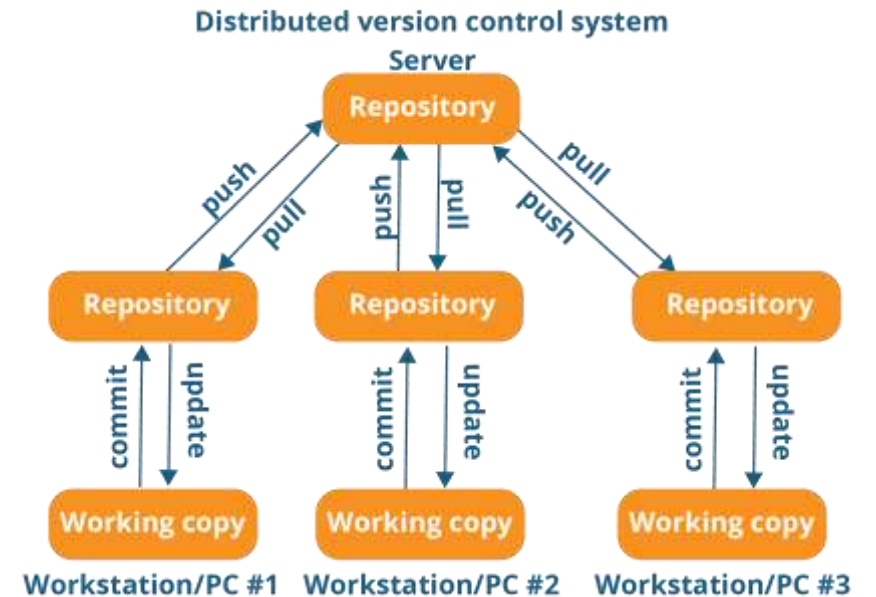 Distributed version control system
Server
Repository
push
pull
push
pull
pull
push
Repository
Repository
Repository
commit
update
commit
update
commit
update
Working copy
Working copy
Working copy
Workstation/PC #1
Workstation/PC #2
Workstation/PC #3